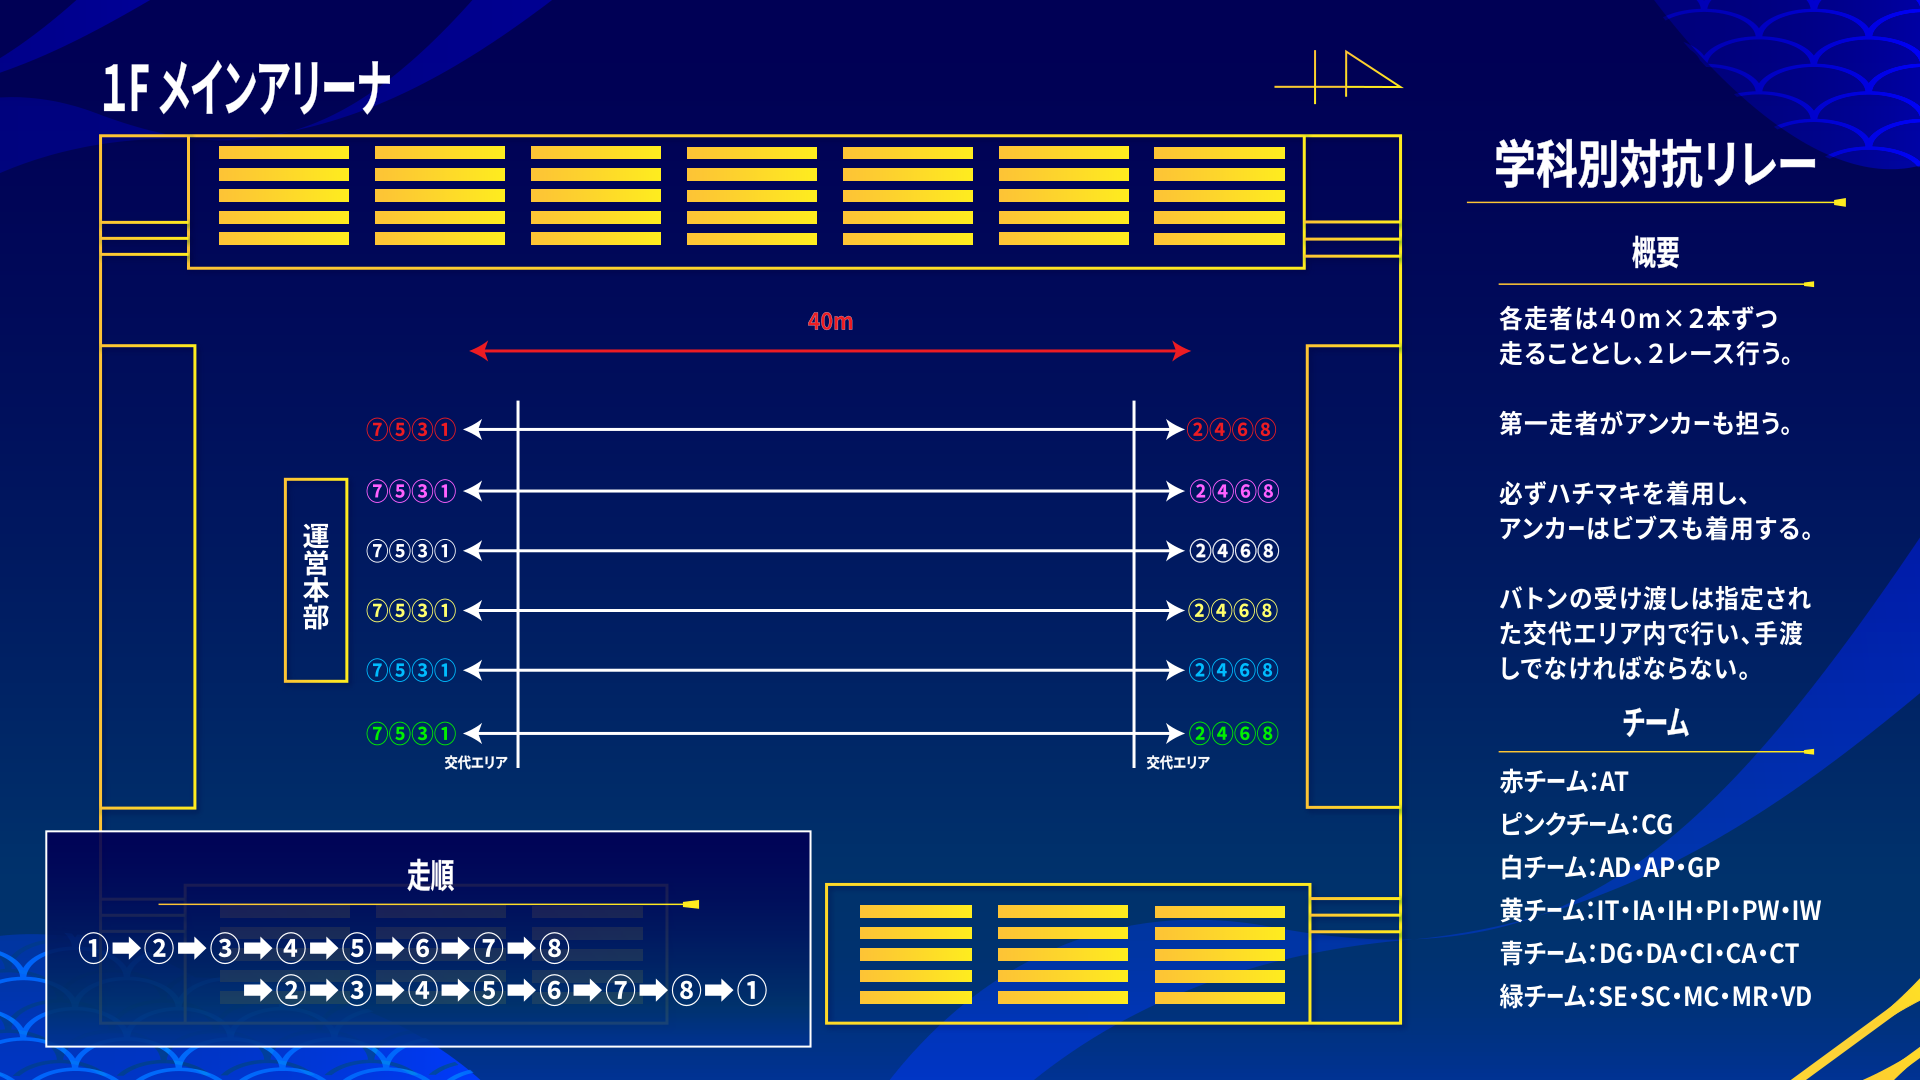 1F メインアリーナ
40m
⑦⑤③① ②④⑥⑧
⑦⑤③① ②④⑥⑧
⑦⑤③① ②④⑥⑧
⑦⑤③① ②④⑥⑧
⑦⑤③① ②④⑥⑧
⑦⑤③① ②④⑥⑧
運営本部
交代エリア 交代エリア
走順
①➡②➡③➡④➡⑤➡⑥➡⑦➡⑧
➡②➡③➡④➡⑤➡⑥➡⑦➡⑧➡①
学科別対抗リレー
概要
各走者は４０m×２本ずつ
走ることとし、２レース行う。
第一走者がアンカーも担う。
必ずハチマキを着用し、
アンカーはビブスも着用する。
バトンの受け渡しは指定され
た交代エリア内で行い、手渡
しでなければならない。
チーム
赤チーム：AT
ピンクチーム：CG
白チーム：AD・AP・GP
黄チーム：IT・IA・IH・PI・PW・IW
青チーム：DG・DA・CI・CA・CT
緑チーム：SE・SC・MC・MR・VD